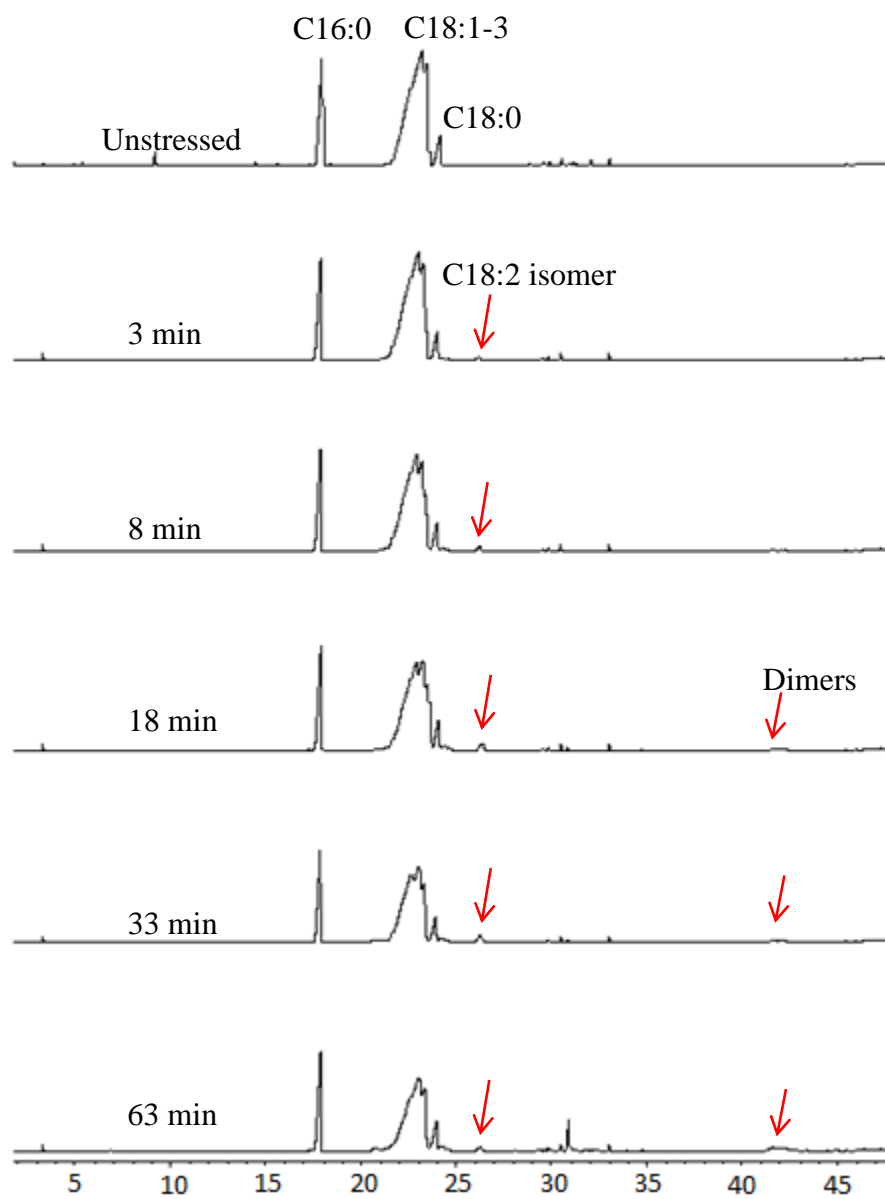 C16:0 C18:1-3
C18:0
Unstressed
C18:2 isomer
3 min
8 min
Dimers
18 min
33 min
63 min
5 10 15 20 25 30 35 40 45